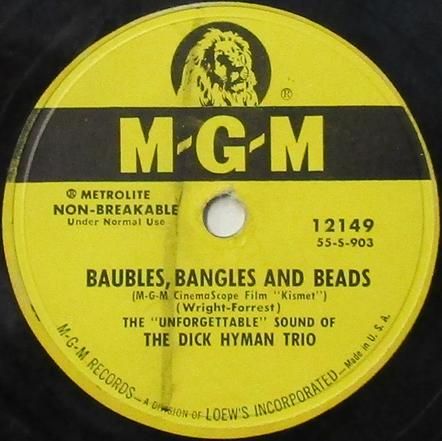 ®
M-G-M
® METROLITE
NON-BREAKABLE
Under Normal Use
12149
55-S-903
BAUBLES, BANGLES AND BEADS
(M-G-M CinemaScope Film "Kismet")
(Wright-Forrest)
THE "UNFORGETTABLE" SOUND OF
THE DICK HYMAN TRIO
M-G-M RECORDS—A DIVISION OF LOEW'S INCORPORATED—Made in U. S. A.